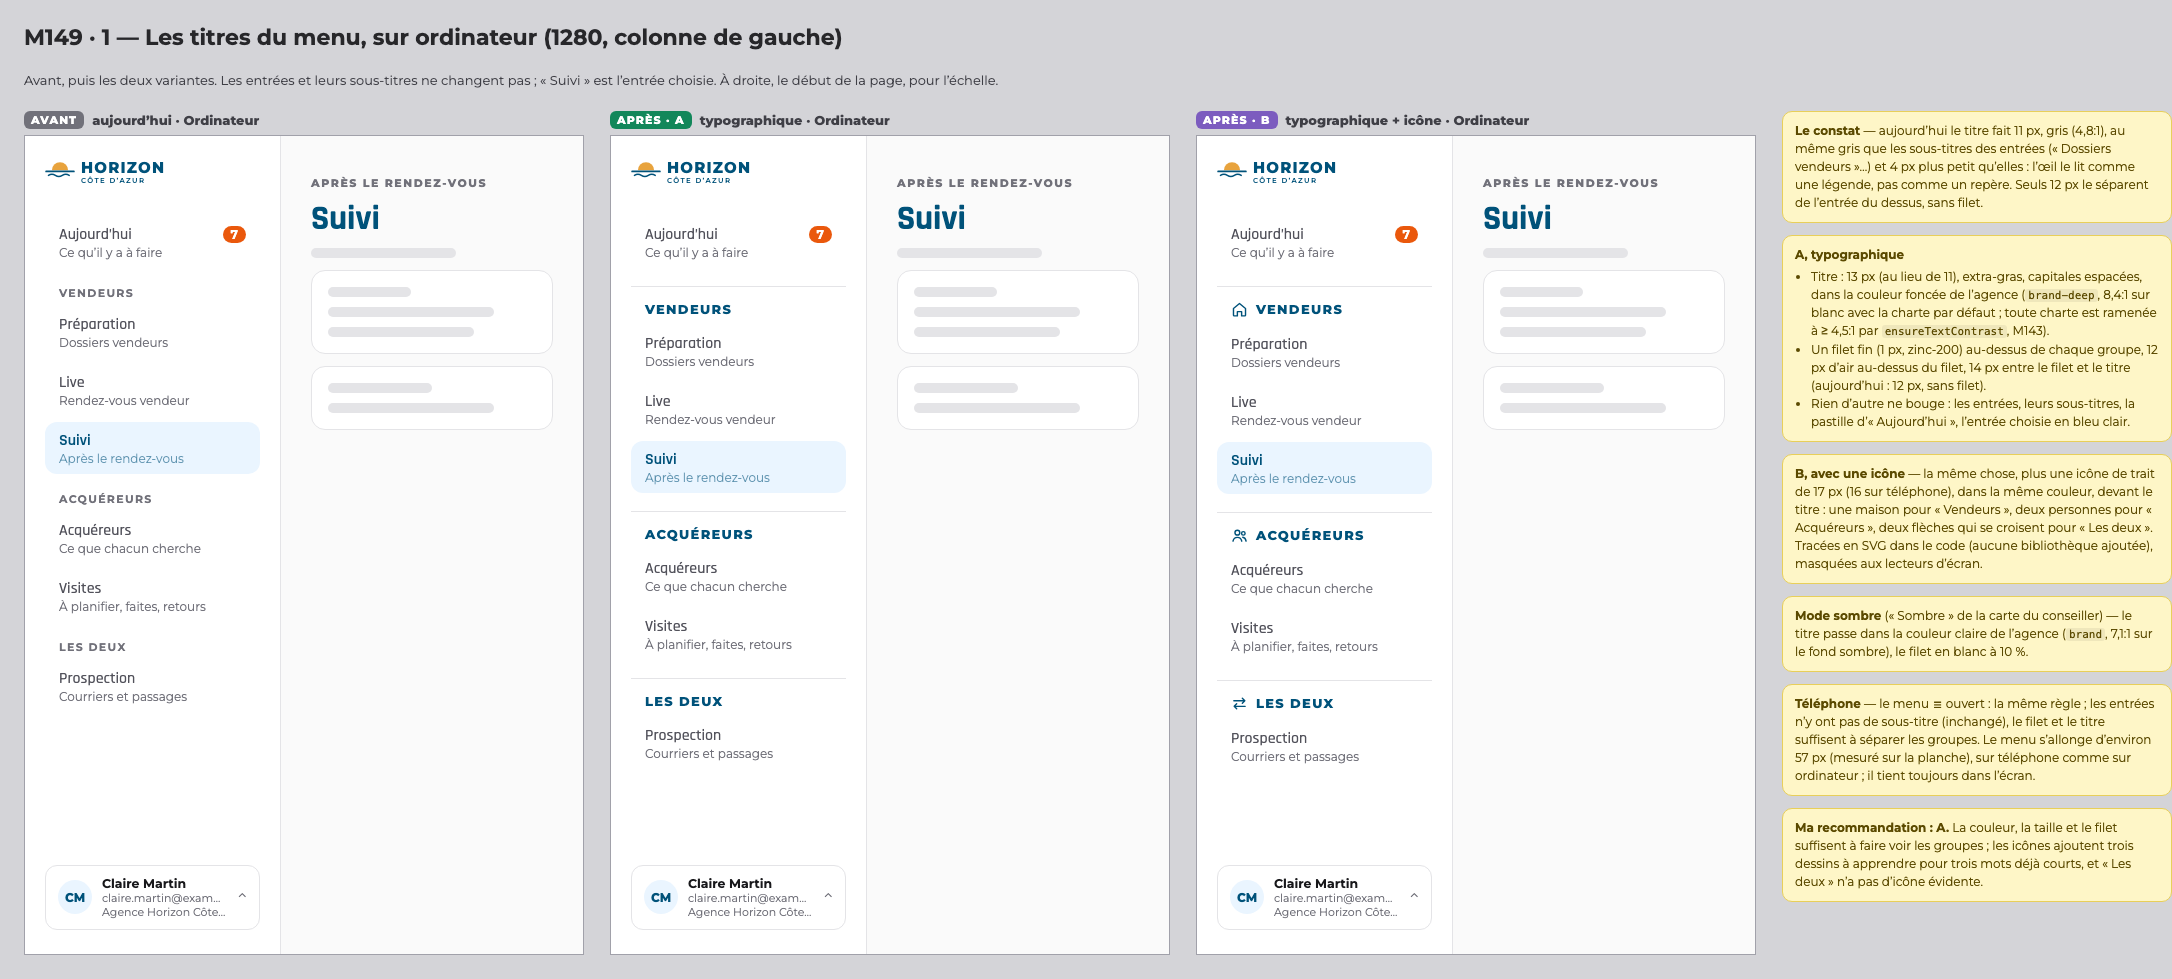 M149 · 1 — Les titres du menu, sur ordinateur (1280, colonne de gauche)
Avant, puis les deux variantes. Les entrées et leurs sous-titres ne changent pas ; « Suivi » est l’entrée choisie. À droite, le début de la page, pour l’échelle.
AVANT aujourd’hui · Ordinateur
HORIZON
CÔTE D’AZUR
Aujourd’hui 7
Ce qu’il y a à faire
VENDEURS
Préparation
Dossiers vendeurs
Live
Rendez-vous vendeur
Suivi
Après le rendez-vous
ACQUÉREURS
Acquéreurs
Ce que chacun cherche
Visites
À planifier, faites, retours
LES DEUX
Prospection
Courriers et passages
CM
Claire Martin
claire.martin@exam...
Agence Horizon Côte...
APRÈS LE RENDEZ-VOUS
Suivi
APRÈS · A typographique · Ordinateur
HORIZON
CÔTE D’AZUR
Aujourd’hui 7
Ce qu’il y a à faire
VENDEURS
Préparation
Dossiers vendeurs
Live
Rendez-vous vendeur
Suivi
Après le rendez-vous
ACQUÉREURS
Acquéreurs
Ce que chacun cherche
Visites
À planifier, faites, retours
LES DEUX
Prospection
Courriers et passages
CM
Claire Martin
claire.martin@exam...
Agence Horizon Côte...
APRÈS LE RENDEZ-VOUS
Suivi
APRÈS · B typographique + icône · Ordinateur
HORIZON
CÔTE D’AZUR
Aujourd’hui 7
Ce qu’il y a à faire
VENDEURS
Préparation
Dossiers vendeurs
Live
Rendez-vous vendeur
Suivi
Après le rendez-vous
ACQUÉREURS
Acquéreurs
Ce que chacun cherche
Visites
À planifier, faites, retours
LES DEUX
Prospection
Courriers et passages
CM
Claire Martin
claire.martin@exam...
Agence Horizon Côte...
APRÈS LE RENDEZ-VOUS
Suivi
Le constat — aujourd’hui le titre fait 11 px, gris (4,8:1), au
même gris que les sous-titres des entrées (« Dossiers
vendeurs »...) et 4 px plus petit qu’elles : l’œil le lit comme
une légende, pas comme un repère. Seuls 12 px le séparent
de l’entrée du dessus, sans filet.
A, typographique
• Titre : 13 px (au lieu de 11), extra-gras, capitales espacées,
dans la couleur foncée de l’agence (brand-deep, 8,4:1 sur
blanc avec la charte par défaut ; toute charte est ramenée
à ≥ 4,5:1 par ensureTextContrast, M143).
• Un filet fin (1 px, zinc-200) au-dessus de chaque groupe, 12
px d’air au-dessus du filet, 14 px entre le filet et le titre
(aujourd’hui : 12 px, sans filet).
• Rien d’autre ne bouge : les entrées, leurs sous-titres, la
pastille d’« Aujourd’hui », l’entrée choisie en bleu clair.
B, avec une icône — la même chose, plus une icône de trait
de 17 px (16 sur téléphone), dans la même couleur, devant le
titre : une maison pour « Vendeurs », deux personnes pour «
Acquéreurs », deux flèches qui se croisent pour « Les deux ».
Tracées en SVG dans le code (aucune bibliothèque ajoutée),
masquées aux lecteurs d’écran.
Mode sombre (« Sombre » de la carte du conseiller) — le
titre passe dans la couleur claire de l’agence (brand, 7,1:1 sur
le fond sombre), le filet en blanc à 10 %.
Téléphone — le menu ≡ ouvert : la même règle ; les entrées
n’y ont pas de sous-titre (inchangé), le filet et le titre
suffisent à séparer les groupes. Le menu s’allonge d’environ
57 px (mesuré sur la planche), sur téléphone comme sur
ordinateur ; il tient toujours dans l’écran.
Ma recommandation : A. La couleur, la taille et le filet
suffisent à faire voir les groupes ; les icônes ajoutent trois
dessins à apprendre pour trois mots déjà courts, et « Les
deux » n’a pas d’icône évidente.